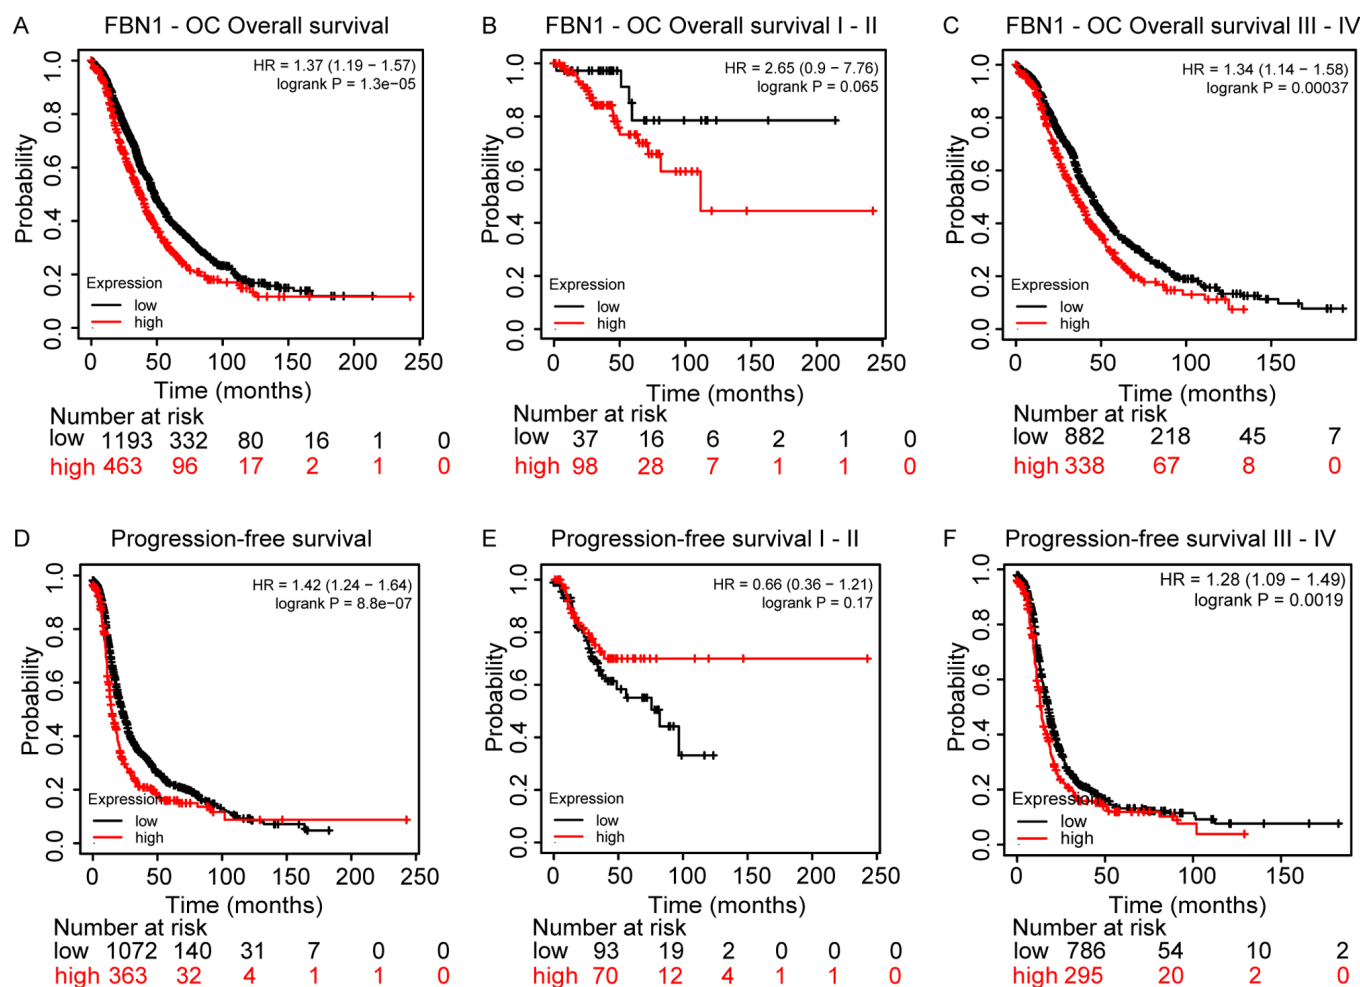 A FBN1 - OC Overall survival
HR = 1.37 (1.19 − 1.57)
logrank P = 1.3e−05
Probability
0.0 0.2 0.4 0.6 0.8 1.0
Expression
low
high
0 50 100 150 200 250
Time (months)
Number at risk
low 1193 332 80 16 1 0
high 463 96 17 2 1 0
B FBN1 - OC Overall survival I - II
HR = 2.65 (0.9 − 7.76)
logrank P = 0.065
Probability
0.0 0.2 0.4 0.6 0.8 1.0
Expression
low
high
0 50 100 150 200 250
Time (months)
Number at risk
low 37 16 6 2 1 0
high 98 28 7 1 1 0
C FBN1 - OC Overall survival III - IV
HR = 1.34 (1.14 − 1.58)
logrank P = 0.00037
Probability
0.0 0.2 0.4 0.6 0.8 1.0
Expression
low
high
0 50 100 150
Time (months)
Number at risk
low 882 218 45 7
high 338 67 8 0
D Progression-free survival
HR = 1.42 (1.24 − 1.64)
logrank P = 8.8e−07
Probability
0.0 0.2 0.4 0.6 0.8 1.0
Expression
low
high
0 50 100 150 200 250
Time (months)
Number at risk
low 1072 140 31 7 0 0
high 363 32 4 1 1 0
E Progression-free survival I - II
HR = 0.66 (0.36 − 1.21)
logrank P = 0.17
Probability
0.0 0.2 0.4 0.6 0.8 1.0
Expression
low
high
0 50 100 150 200 250
Time (months)
Number at risk
low 93 19 2 0 0 0
high 70 12 4 1 1 0
F Progression-free survival III - IV
HR = 1.28 (1.09 − 1.49)
logrank P = 0.0019
Probability
0.0 0.2 0.4 0.6 0.8 1.0
Expression
low
high
0 50 100 150
Time (months)
Number at risk
low 786 54 10 2
high 295 20 2 0